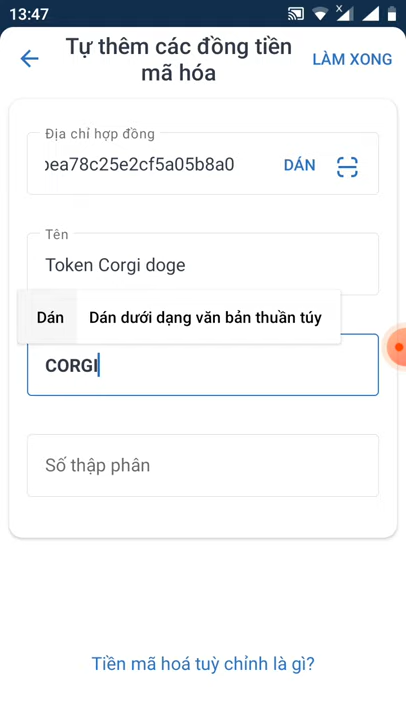 13:47
Tự thêm các đồng tiền
mã hóa
LÀM XONG
Địa chỉ hợp đồng
ea78c25e2cf5a05b8a0
DÁN
Tên
Token Corgi doge
Dán
Dán dưới dạng văn bản thuần túy
CORGI
Số thập phân
Tiền mã hoá tuỳ chỉnh là gì?